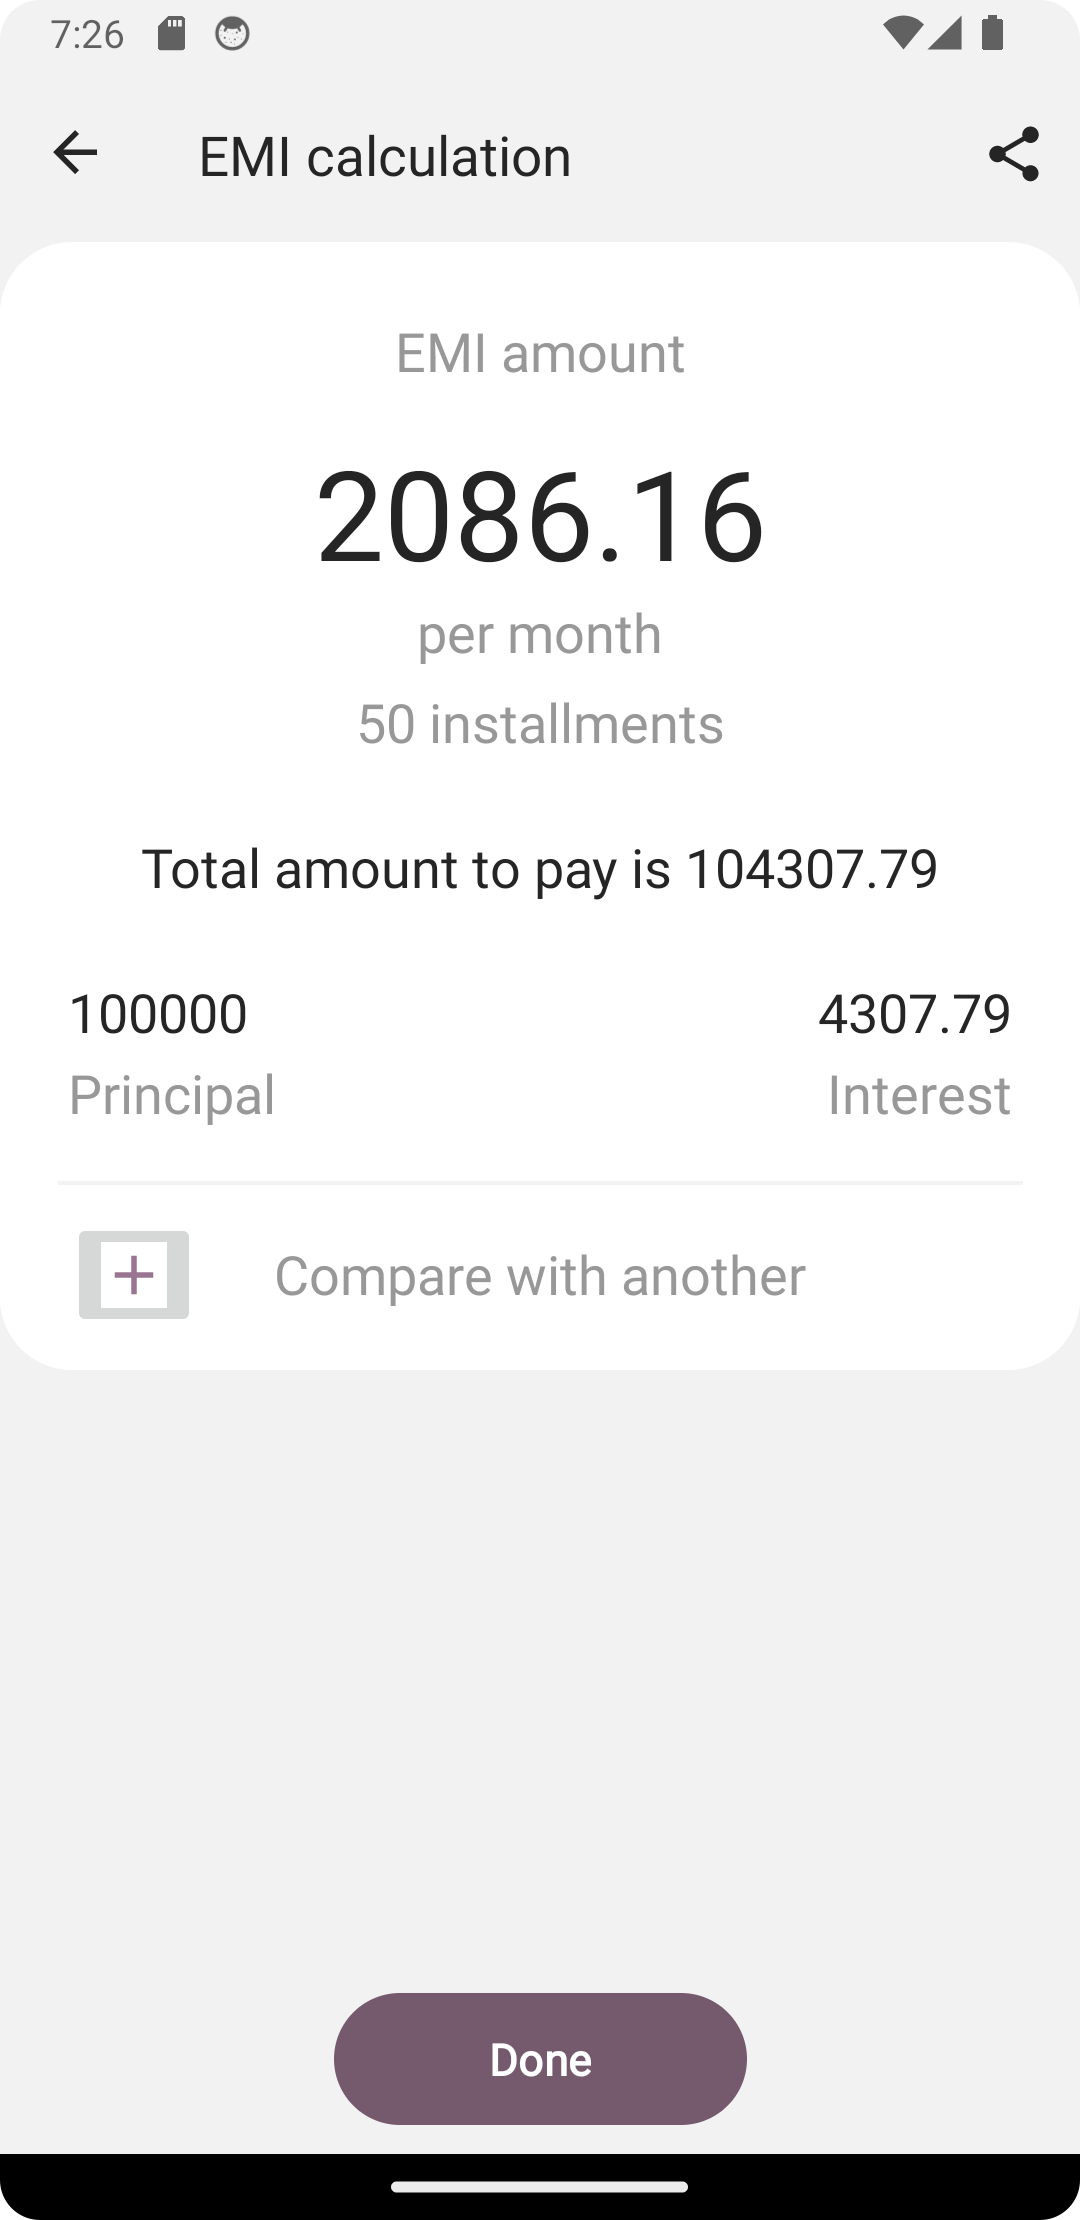 7:26
EMI calculation
EMI amount
2086.16
per month
50 installments
Total amount to pay is 104307.79
100000 4307.79
Principal Interest
Compare with another
Done